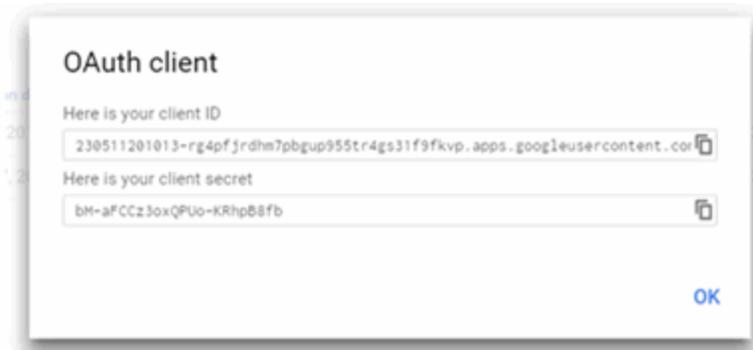 OAuth client
Here is your client ID
230511201013-rg4pfjrdhm7pbgup955tr4gs31f9fkvp.apps.googleusercontent.cor
Here is your client secret
bM-aFCCz3oxQPUo-KRhpB8fb
OK